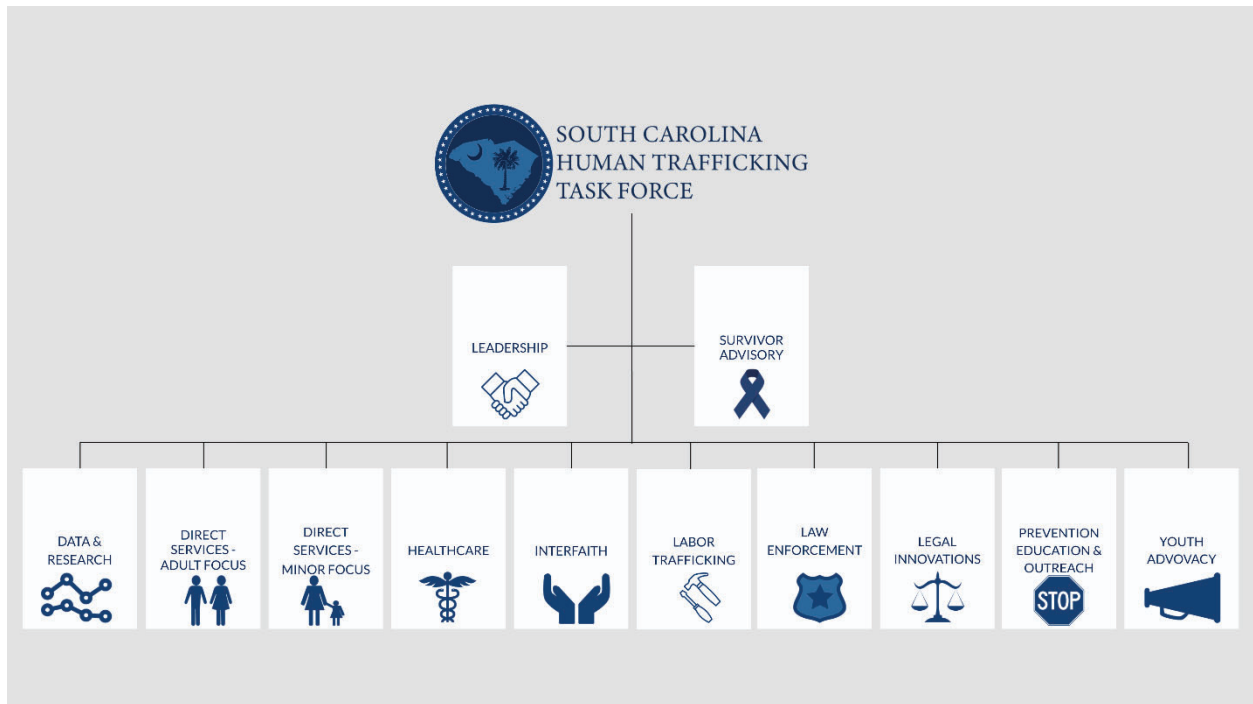 SOUTH CAROLINA
HUMAN TRAFFICKING
TASK FORCE
LEADERSHIP
SURVIVOR
ADVISORY
DATA &
RESEARCH
DIRECT
SERVICES -
ADULT FOCUS
DIRECT
SERVICES -
MINOR FOCUS
HEALTHCARE
INTERFAITH
LABOR
TRAFFICKING
LAW
ENFORCEMENT
LEGAL
INNOVATIONS
PREVENTION
EDUCATION &
OUTREACH
STOP
YOUTH
ADVOVACY